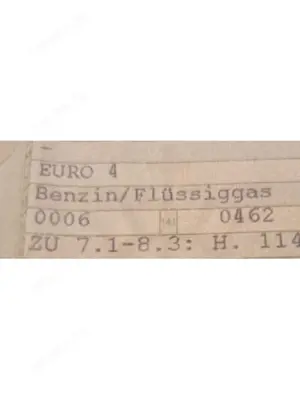 -
EURO 4
Benzin/Flüssiggas
0006 0462
ZU 7.1-8.3: H. 114